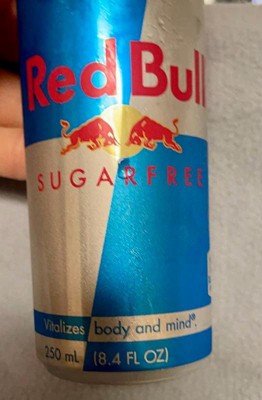 Red Bull
SUGARFREE
Vitalizes body and mind®.
250 ml (8.4 FL OZ)